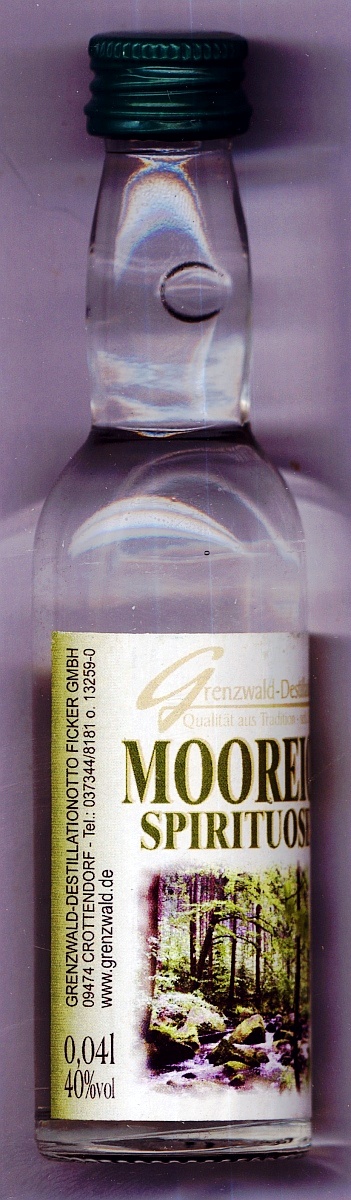 Grenzwald-Destill
Qualität aus Tradition
MOOREI
SPIRITUOS
GRENZWALD-DESTILLATIONOTTO FICKER GMBH
09474 CROTTENDORF - Tel.: 037344/8181 o. 13259-0
www.grenzwald.de
0,04l
40%vol